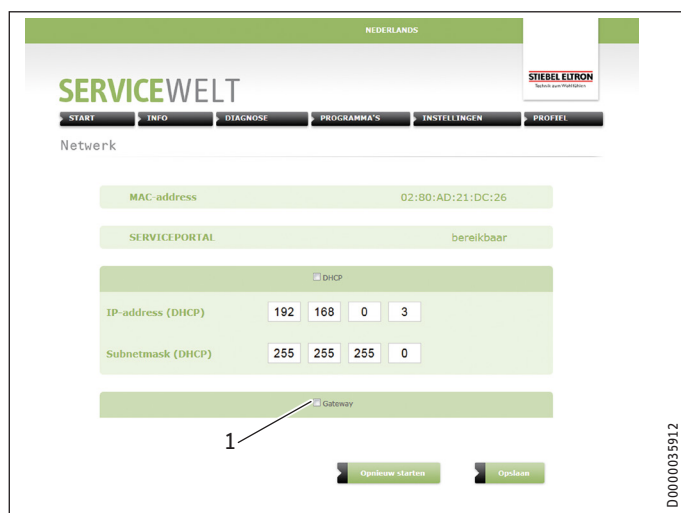 NEDERLANDS
STIEBEL ELTRON
Technik zum Wohlfühlen
SERVICEWELT
START INFO DIAGNOSE PROGRAMMA'S INSTELLINGEN PROFIEL
Netwerk
MAC-address 02:80:AD:21:DC:26
SERVICEPORTAL bereikbaar
DHCP
IP-address (DHCP) 192 168 0 3
Subnetmask (DHCP) 255 255 255 0
Gateway
1
Opnieuw starten Opslaan
D0000035912